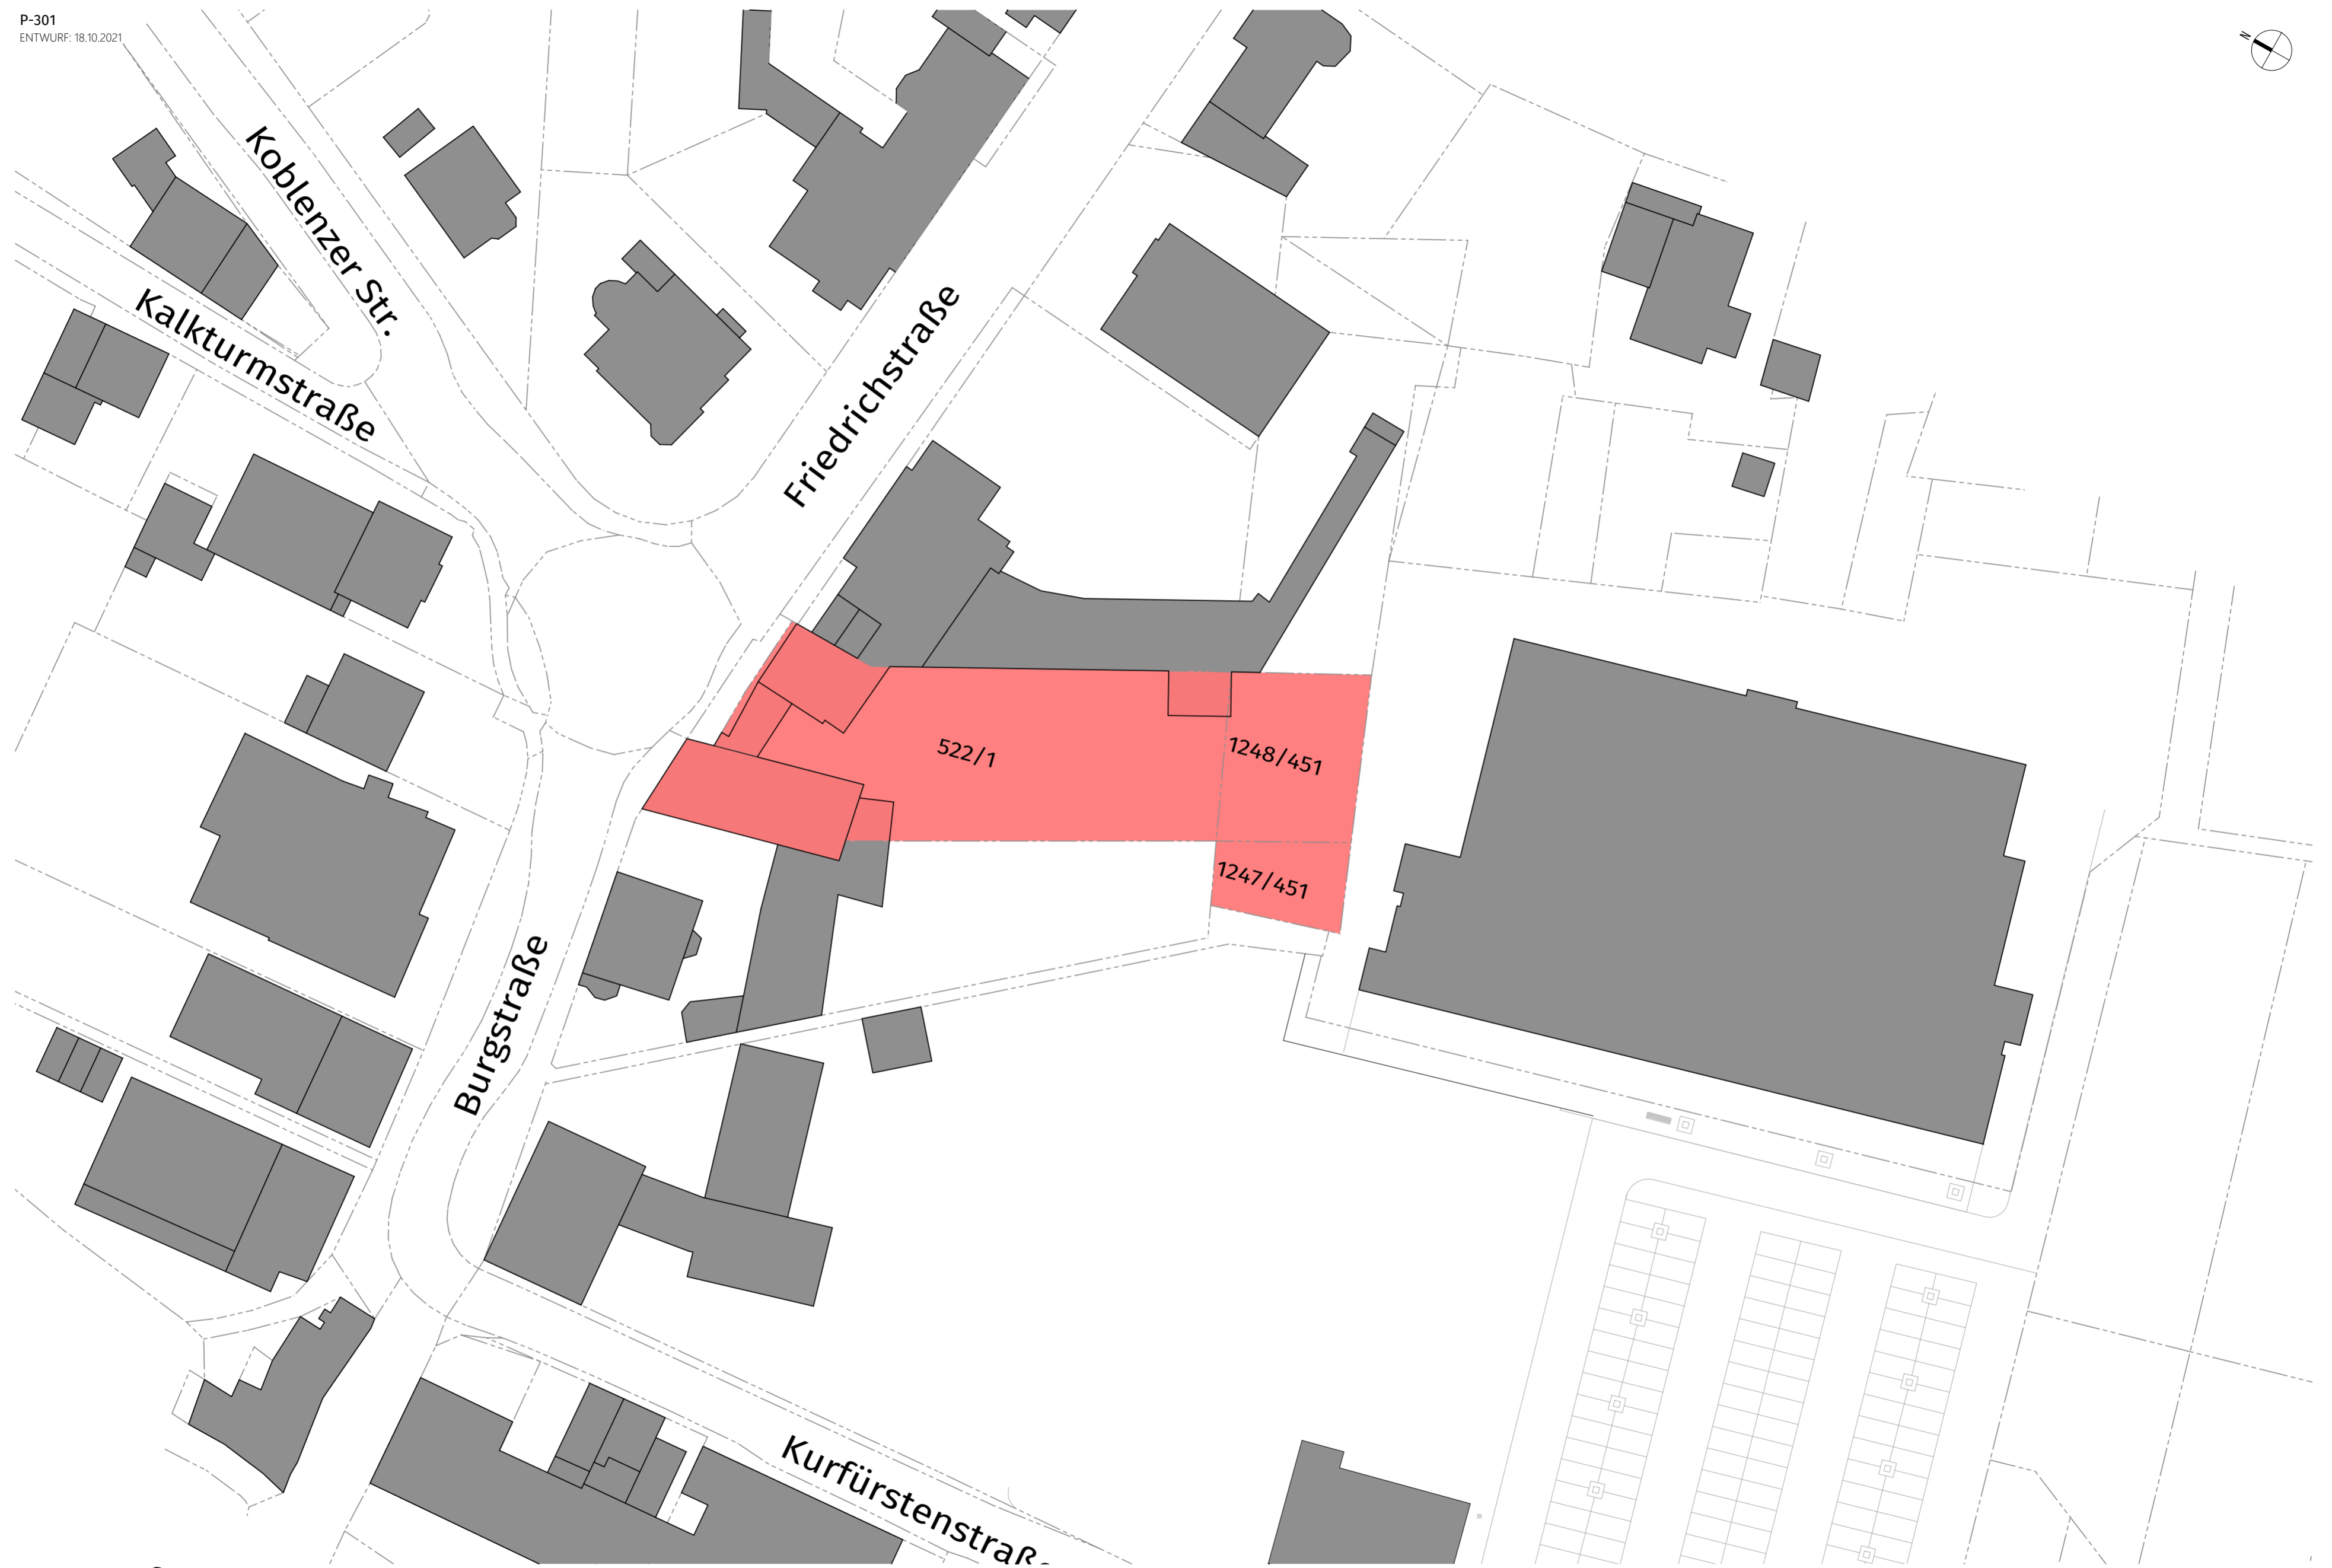 P-301
ENTWURF: 18.10.2021
N
Koblenzer Str.
Kalkturmstraße
Friedrichstraße
522/1
1248/451
1247/451
Burgstraße